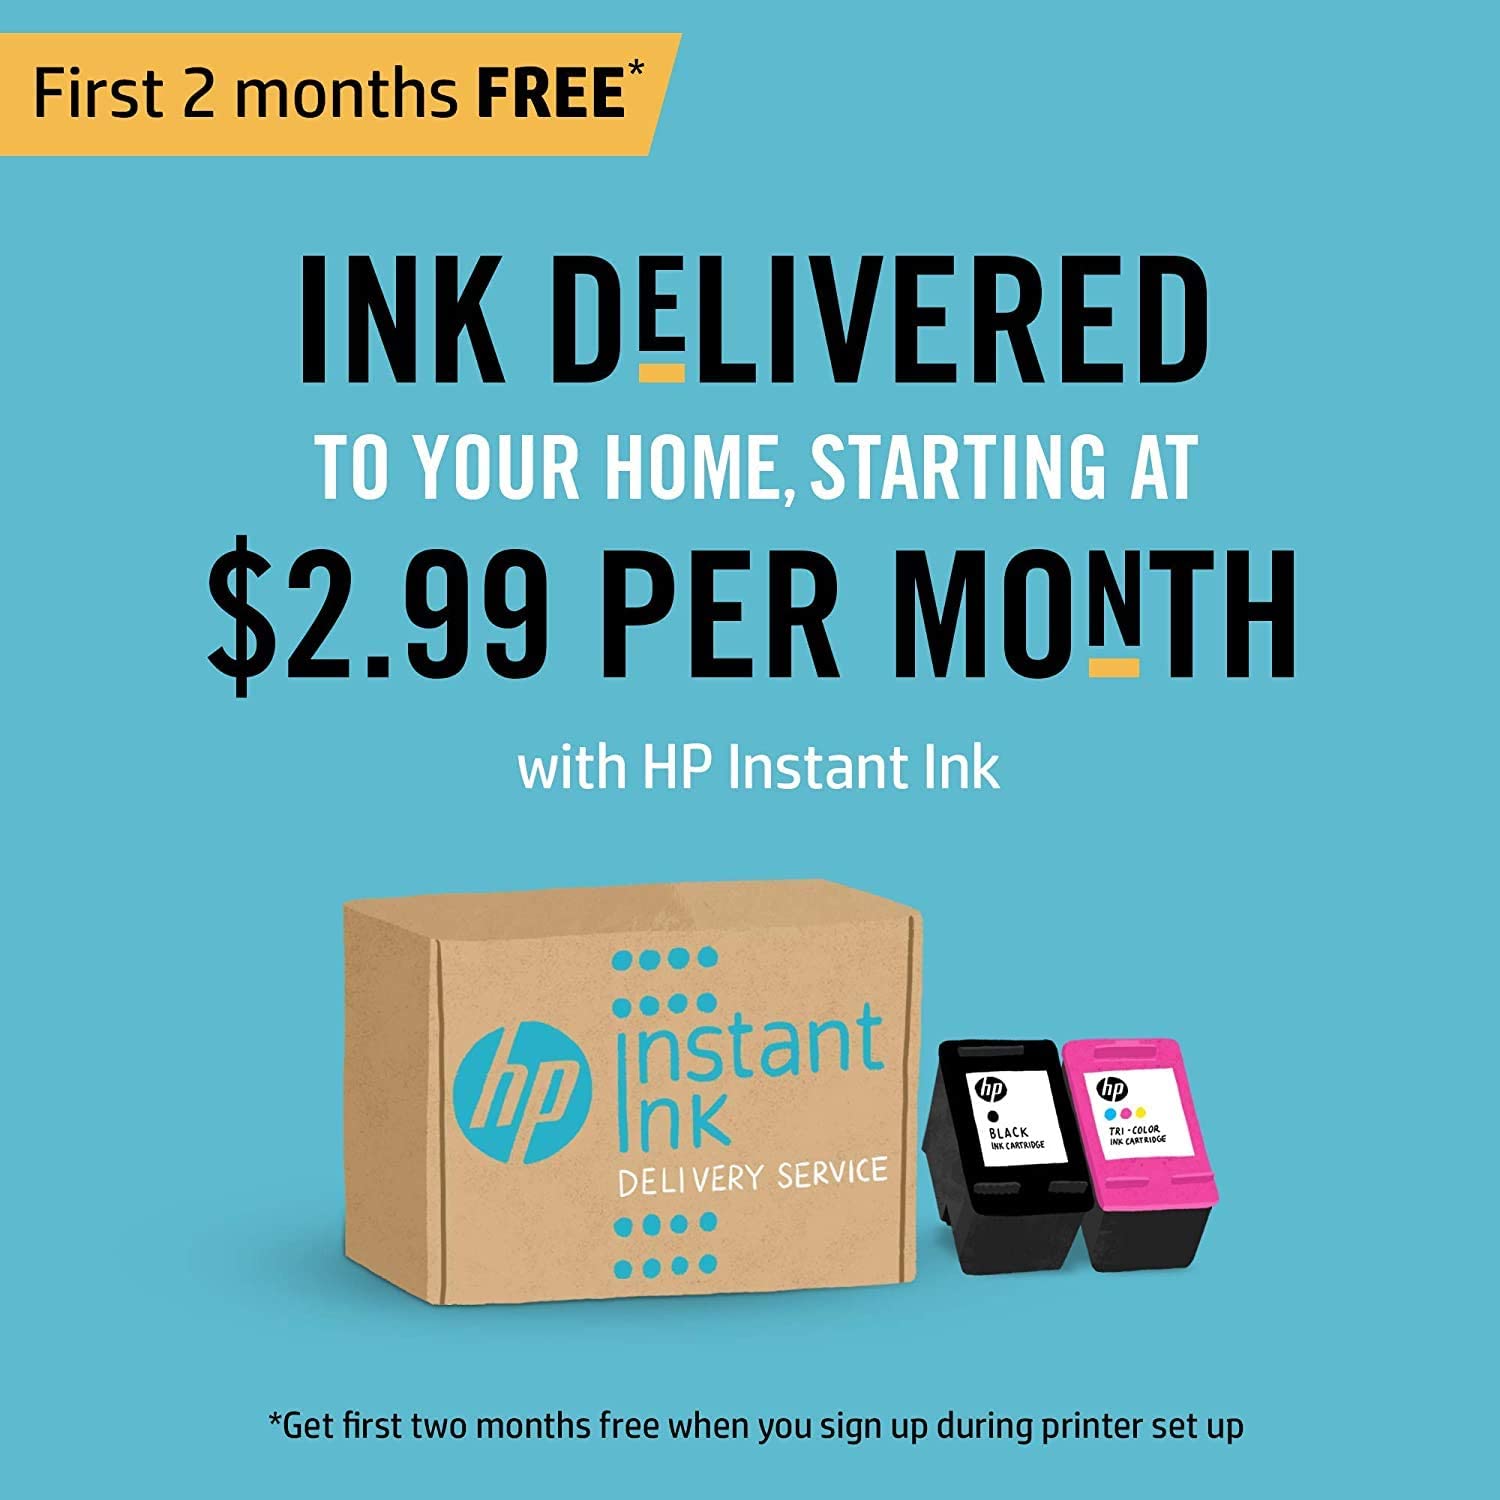 First 2 months FREE*
INK DELIVERED
TO YOUR HOME, STARTING AT
$2.99 PER MONTH
with HP Instant Ink
hp
instant
Ink
DELIVERY SERVICE
hp
BLACK
INK CARTRIDGE
hp
TRI-COLOR
INK CARTRIDGE
*Get first two months free when you sign up during printer set up